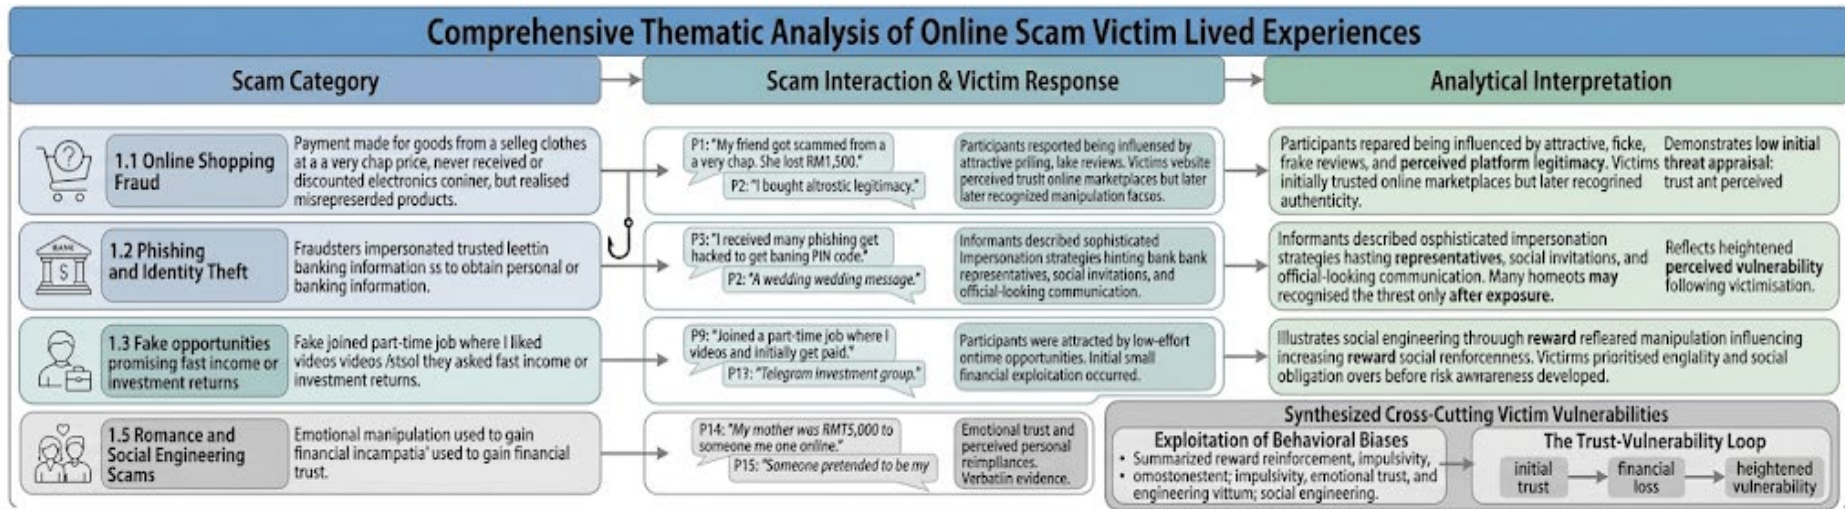 Comprehensive Thematic Analysis of Online Scam Victim Lived Experiences
Scam Category
Scam Interaction & Victim Response
Analytical Interpretation
1.1 Online Shopping
Fraud
Payment made for goods from a selleg clothes
at a a very chap price, never received or
discounted electronics coniner, but realised
misrepreserded products.
P1: "My friend got scammed from a
a very chap. She lost RM1,500."
P2: "I bought altrostic legitimacy."
Participants resported being influenced by
attractive priling, lake reviews. Victims vebsite
perceived truslt online marketplaces but later
later recognized manipulation facsos.
Participants repared being influenced by attractive, ficke,
frake reviews, and perceived platform legitimacy. Victims
initially trusted online marketplaces but later recogrined
authenticity.
Demonstrates low initial
threat appraisal:
trust ant perceived
1.2 Phishing
and Identity Theft
BANK
$
Fraudsters impersonated trusted leettin
banking information ss to obtain personal or
banking information.
P3: "I received many phishing get
hacked to get baning PIN code."
P2: "A wedding wedding message."
Informants described sophisticated
Impersonation strategies hinting bank bank
representatives, social invitations, and
official-looking communication.
Informants described osphisticated impersonation
strategies hasting representatives, social invitations, and
official-looking communication. Many homeots may
recognised the threst only after exposure.
Reflects heightened
perceived vulnerability
following victimisation.
1.3 Fake opportunities
promising fast income or
investment returns
Fake joined part-time job where I liked
videos videos /stsol they asked fast income or
investment returns.
P9: "Joined a part-time job where I
videos and initially get paid."
P13: "Telegram investment group."
Participants were attracted by low-effort
ontime opportunities. Initial small
financial exploitation occurred.
Illustrates social engineering through reward refleared manipulation influencing
increasing reward social renforcenness. Victirms prioritised englality and social
obligation overs before risk awnrareness developed.
1.5 Romance and
Social Engineering
Scams
Emotional manipulation used to gain
financial incampatia' used to gain financial
trust.
P14: "My mother was RMT5,000 to
someone me one online."
P15: "Someone pretended to be my
Emotional trust and
perceived personal
reimpliances.
Verbatiln evidence.
Synthesized Cross-Cutting Victim Vulnerabilities
Exploitation of Behavioral Biases
• Summarized reward reinforcement, impulsivity,
• omostonestent; impulsivity, emotional trust, and
engineering vittum; social engineering.
The Trust-Vulnerability Loop
initial
trust
financial
loss
heightened
vulnerability